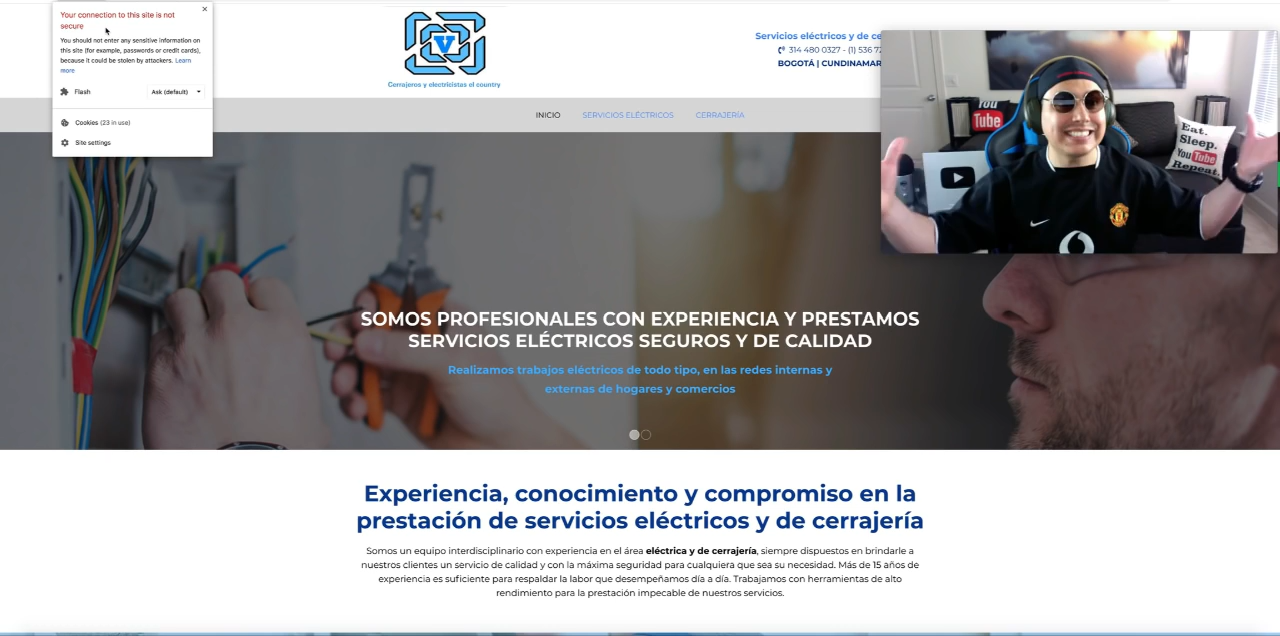 Your connection to this site is not
secure
You should not enter any sensitive information on
this site (for example, passwords or credit cards),
because it could be stolen by attackers. Learn
more
Flash
Ask (default)
Cookies (23 in use)
Site settings
V
Cerrajeros y electricistas el country
Servicios eléctricos y de ce
314 480 0327 - (1) 536 72
BOGOTÁ | CUNDINAMAR
INICIO
SERVICIOS ELÉCTRICOS
CERRAJERÍA
You
Tube
Eat.
Sleep.
You Tube
Repeat.
SOMOS PROFESIONALES CON EXPERIENCIA Y PRESTAMOS
SERVICIOS ELÉCTRICOS SEGUROS Y DE CALIDAD
Realizamos trabajos eléctricos de todo tipo, en las redes internas y
externas de hogares y comercios
Experiencia, conocimiento y compromiso en la
prestación de servicios eléctricos y de cerrajería
Somos un equipo interdisciplinario con experiencia en el área eléctrica y de cerrajería, siempre dispuestos en brindarle a
nuestros clientes un servicio de calidad y con la máxima seguridad para cualquiera que sea su necesidad. Más de 15 años de
experiencia es suficiente para respaldar la labor que desempeñamos día a día. Trabajamos con herramientas de alto
rendimiento para la prestación impecable de nuestros servicios.